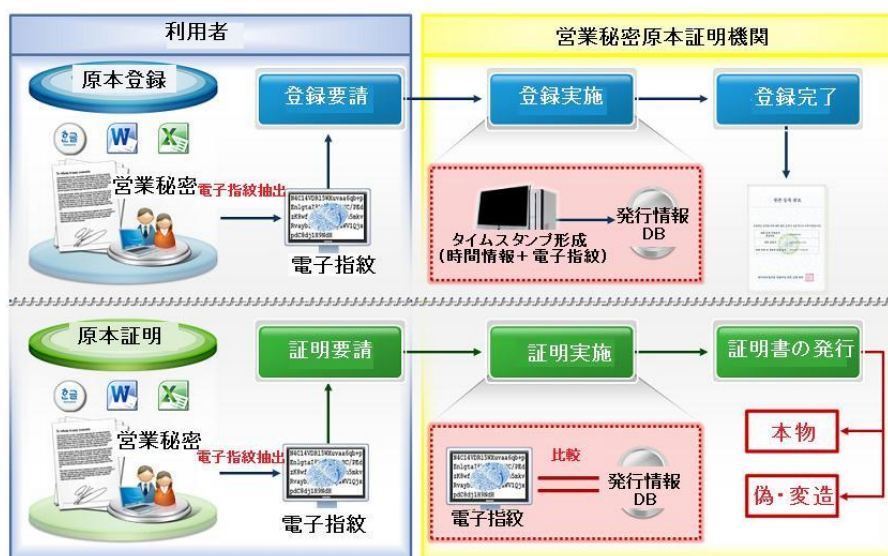 利用者
営業秘密原本証明機関
原本登録
登録要請
登録実施
登録完了
한글
W
X
営業秘密
電子指紋抽出
電子指紋
タイムスタンプ形成
(時間情報+電子指紋)
発行情報
DB
原本証明
証明要請
証明実施
証明書の発行
한글
W
X
営業秘密
電子指紋抽出
電子指紋
比較
電子指紋
発行情報
DB
本物
偽・変造